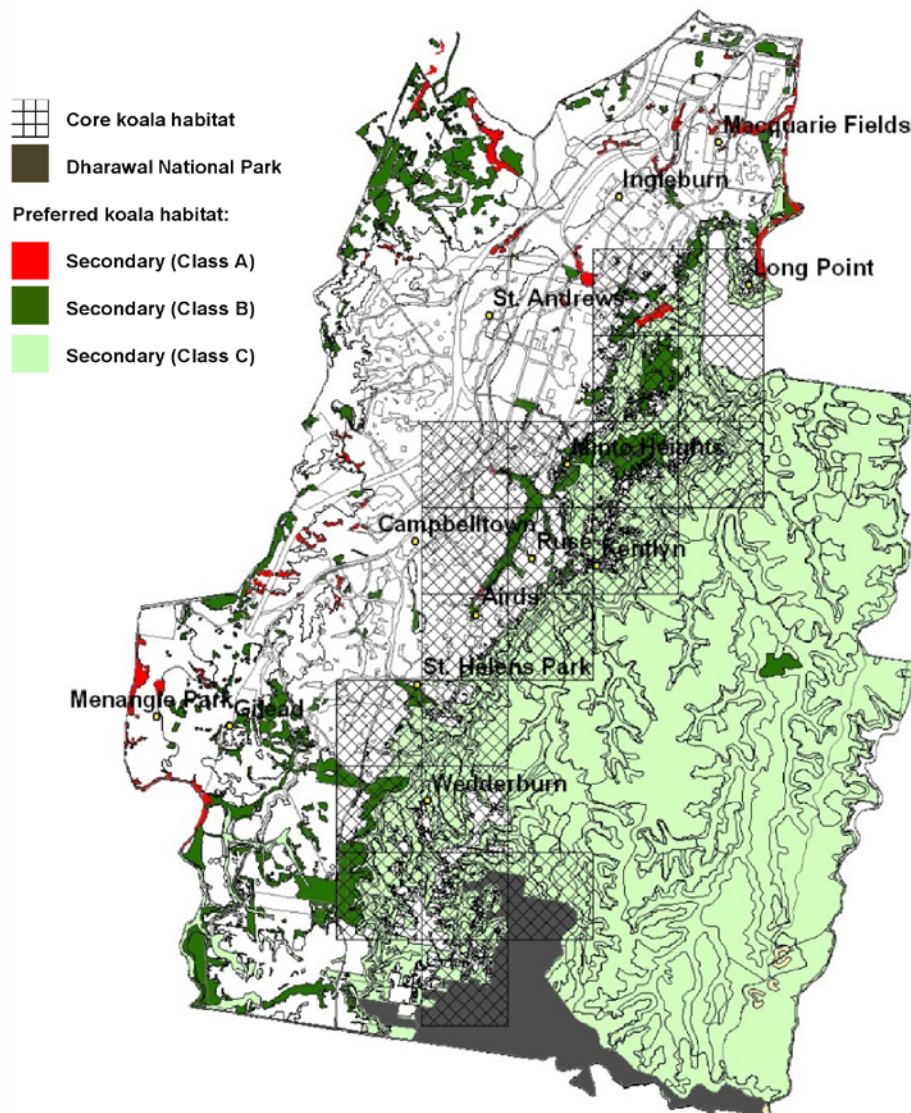 Core koala habitat
Dharawal National Park
Preferred koala habitat:
Secondary (Class A)
Secondary (Class B)
Secondary (Class C)
Macquarie Fields
Ingleburn
Long Point
St. Andrews
Minto Heights
Campbelltown
Ruse
Kentlyn
Airds
St. Helens Park
Menangle Park
Gilead
Wedderburn